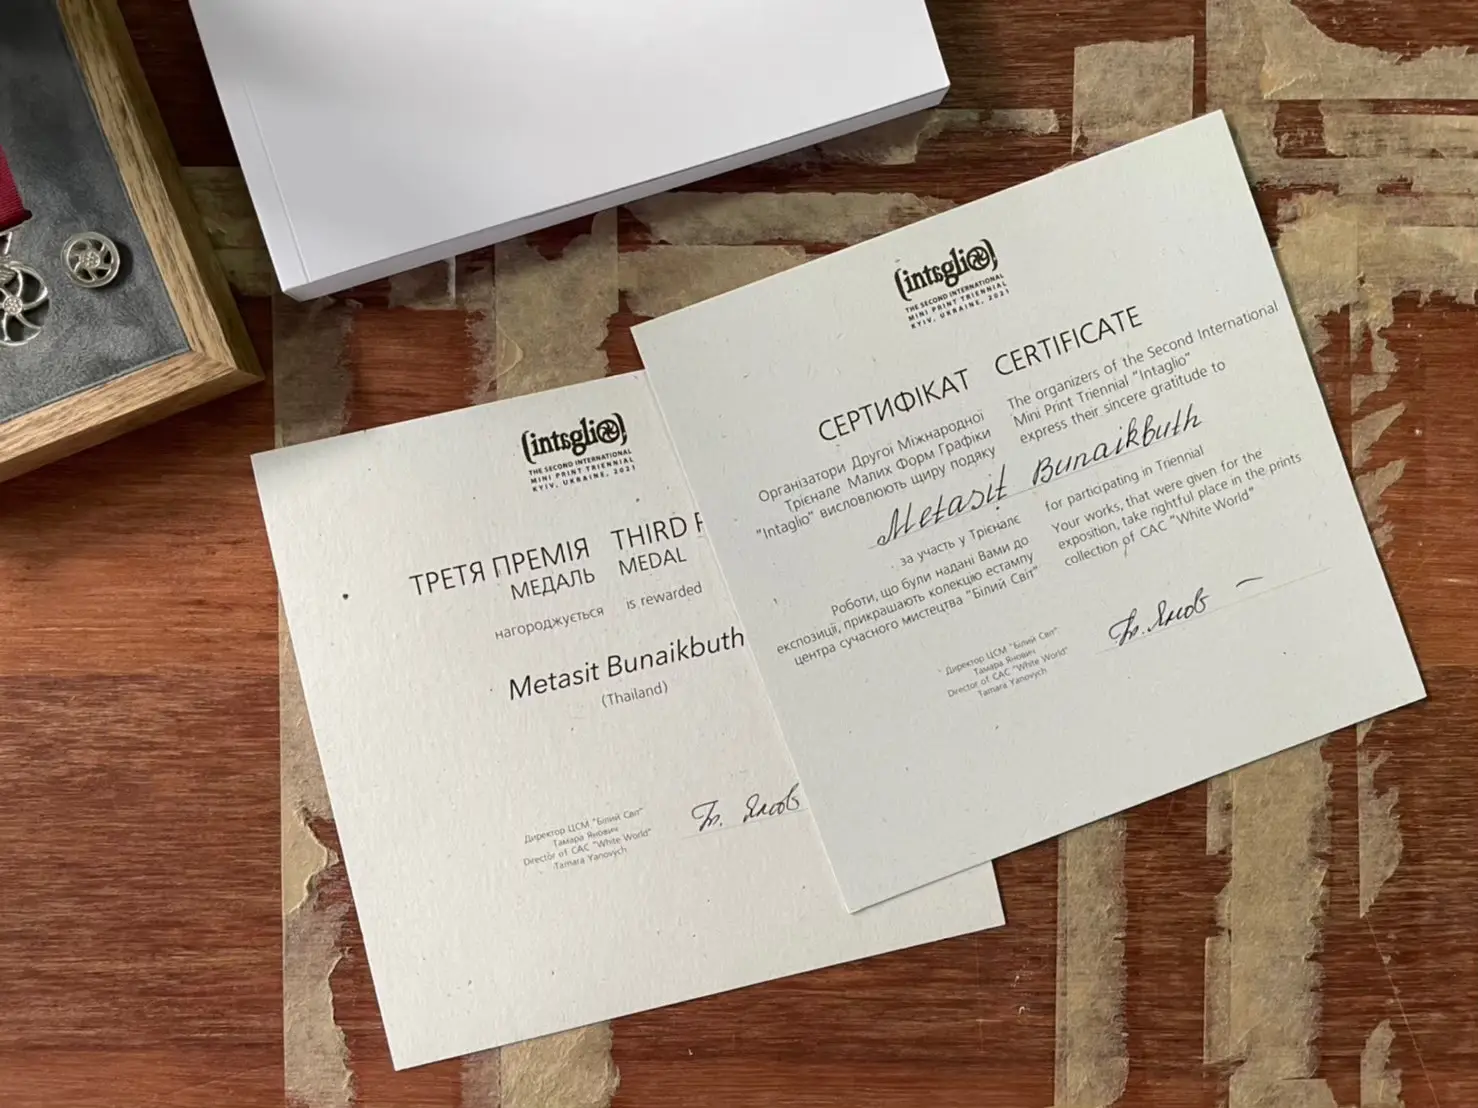 (intaglio)
THE SECOND INTERNATIONAL
MINI PRINT TRIENNIAL
KYIV, UKRAINE, 2021
ТРЕТЯ ПРЕМІЯ THIRD
МЕДАЛЬ MEDAL
нагороджується is rewarded
Metasit Bunaikbuth
(Thailand)
Директор ЦСМ "Білий Світ"
Тамара Янович
Director of CAC "White World"
Tamara Yanovych
(intaglio)
THE SECOND INTERNATIONAL
MINI PRINT TRIENNIAL
KYIV, UKRAINE, 2021
СЕРТИФІКАТ CERTIFICATE
Організатори Другої Міжнародної
Трієнале Малих Форм Графіки
"Intaglio" висловлюють щиру подяку
The organizers of the Second International
Mini Print Triennial "Intaglio"
express their sincere gratitude to
Metasit Bunaikbuth
за участь у Трієналє
Роботи, що були надані Вами до
експозиції, прикрашають колекцію естампу
центра сучасного мистецтва "Білий Світ"
for participating in Triennial
Your works, that were given for the
exposition, take rightful place in the prints
collection of CAC "White World"
Директор ЦСМ "Білий Світ"
Тамара Янович
Director of CAC "White World"
Tamara Yanovych